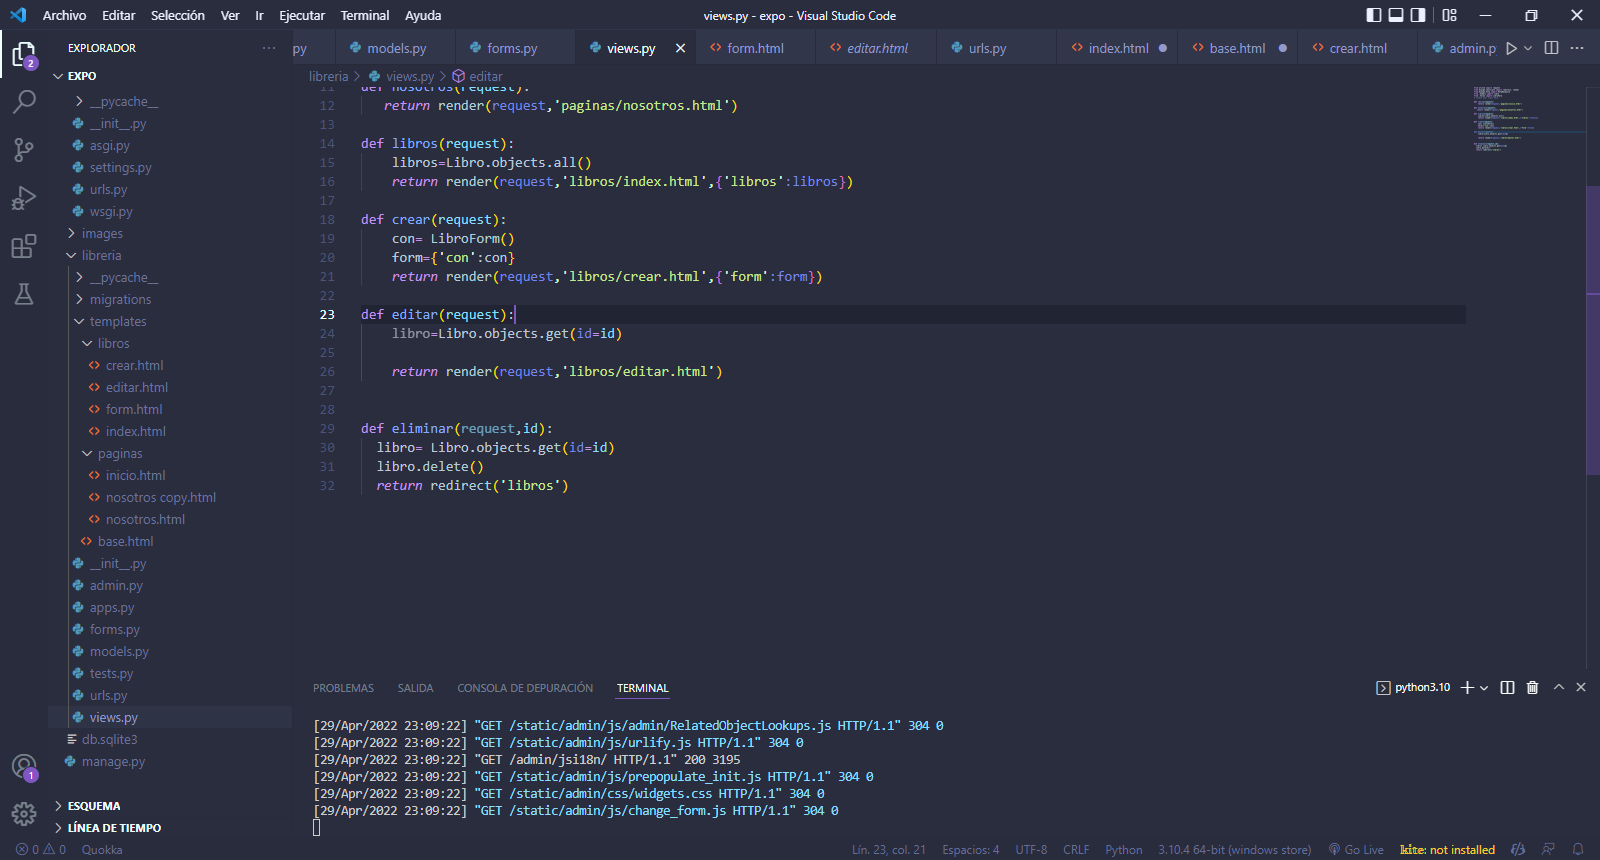 Archivo Editar Selección Ver Ir Ejecutar Terminal Ayuda
views.py - expo - Visual Studio Code
EXPLORADOR
EXPO
__pycache__
__init__.py
asgi.py
settings.py
urls.py
wsgi.py
images
libreria
__pycache__
migrations
templates
libros
crear.html
editar.html
form.html
index.html
paginas
inicio.html
nosotros copy.html
nosotros.html
base.html
__init__.py
admin.py
apps.py
forms.py
models.py
tests.py
urls.py
views.py
db.sqlite3
manage.py
ESQUEMA
LÍNEA DE TIEMPO
2
1
py models.py forms.py views.py form.html editar.html urls.py index.html base.html crear.html admin.p
libreria > views.py > editar
11 def nosotros(request):
12 return render(request,'paginas/nosotros.html')
13
14 def libros(request):
15 libros=Libro.objects.all()
16 return render(request,'libros/index.html',{'libros':libros})
17
18 def crear(request):
19 con= LibroForm()
20 form={'con':con}
21 return render(request,'libros/crear.html',{'form':form})
22
23 def editar(request):
24 libro=Libro.objects.get(id=id)
25
26 return render(request,'libros/editar.html')
27
28
29 def eliminar(request,id):
30 libro= Libro.objects.get(id=id)
31 libro.delete()
32 return redirect('libros')
PROBLEMAS SALIDA CONSOLA DE DEPURACIÓN TERMINAL
python3.10
[29/Apr/2022 23:09:22] "GET /static/admin/js/admin/RelatedObjectLookups.js HTTP/1.1" 304 0
[29/Apr/2022 23:09:22] "GET /static/admin/js/urlify.js HTTP/1.1" 304 0
[29/Apr/2022 23:09:22] "GET /admin/jsi18n/ HTTP/1.1" 200 3195
[29/Apr/2022 23:09:22] "GET /static/admin/js/prepopulate_init.js HTTP/1.1" 304 0
[29/Apr/2022 23:09:22] "GET /static/admin/css/widgets.css HTTP/1.1" 304 0
[29/Apr/2022 23:09:22] "GET /static/admin/js/change_form.js HTTP/1.1" 304 0
0 0 Quokka
Lín. 23, col. 21 Espacios: 4 UTF-8 CRLF Python 3.10.4 64-bit (windows store) Go Live kite: not installed